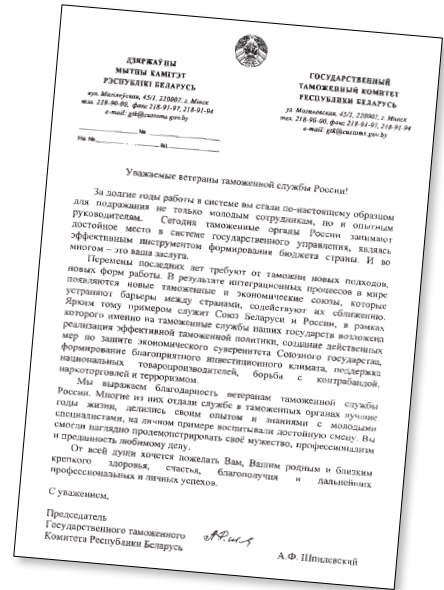 ДЗЯРЖАЎНЫ
МЫТНЫ КАМІТЭТ
РЭСПУБЛІКІ БЕЛАРУСЬ
вул. Магілеўская, 45/1, 220007, г. Мінск
тэл. 218-90-00, факс 218-91-97, 218-91-94
e-mail: gtk@customs.gov.by
№
На № від
ГОСУДАРСТВЕННЫЙ
ТАМОЖЕННЫЙ КОМИТЕТ
РЕСПУБЛИКИ БЕЛАРУСЬ
ул. Могилевская, 45/1, 220007, г. Минск
тел. 218-90-00, факс 218-91-97, 218-91-94
e-mail: gtk@customs.gov.by
Уважаемые ветераны таможенной службы России!
За долгие годы работы в системе вы стали по-настоящему образцом
для подражания не только молодым сотрудникам, но и опытным
руководителям. Сегодня таможенные органы России занимают
достойное место в системе государственного управления, являясь
эффективным инструментом формирования бюджета страны. И во
многом – это ваша заслуга.
Перемены последних лет требуют от таможни новых подходов,
новых форм работы. В результате интеграционных процессов в мире
появляются новые таможенные и экономические союзы, которые
устраняют барьеры между странами, содействуют их сближению.
Ярким тому примером служит Союз Беларуси и России, в рамках
которого именно на таможенные службы наших государств возложена
реализация эффективной таможенной политики, создание действенных
мер по защите экономического суверенитета Союзного государства,
формирование благоприятного инвестиционного климата, поддержка
национальных товаропроизводителей, борьба с контрабандой,
наркоторговлей и терроризмом.
Мы выражаем благодарность ветеранам таможенной службы
России. Многие из них отдали службе в таможенных органах лучшие
годы жизни, делились своим опытом и знаниями с молодыми
специалистами, на личном примере воспитывали достойную смену. Вы
смогли наглядно продемонстрировать своё мужество, профессионализм
и преданность любимому делу.
От всей души хочется пожелать Вам, Вашим родным и близким
крепкого здоровья, счастья, благополучия и дальнейших
профессиональных и личных успехов.
С уважением,
Председатель
Государственного таможенного
Комитета Республики Беларусь
А.Ф. Шпилевский